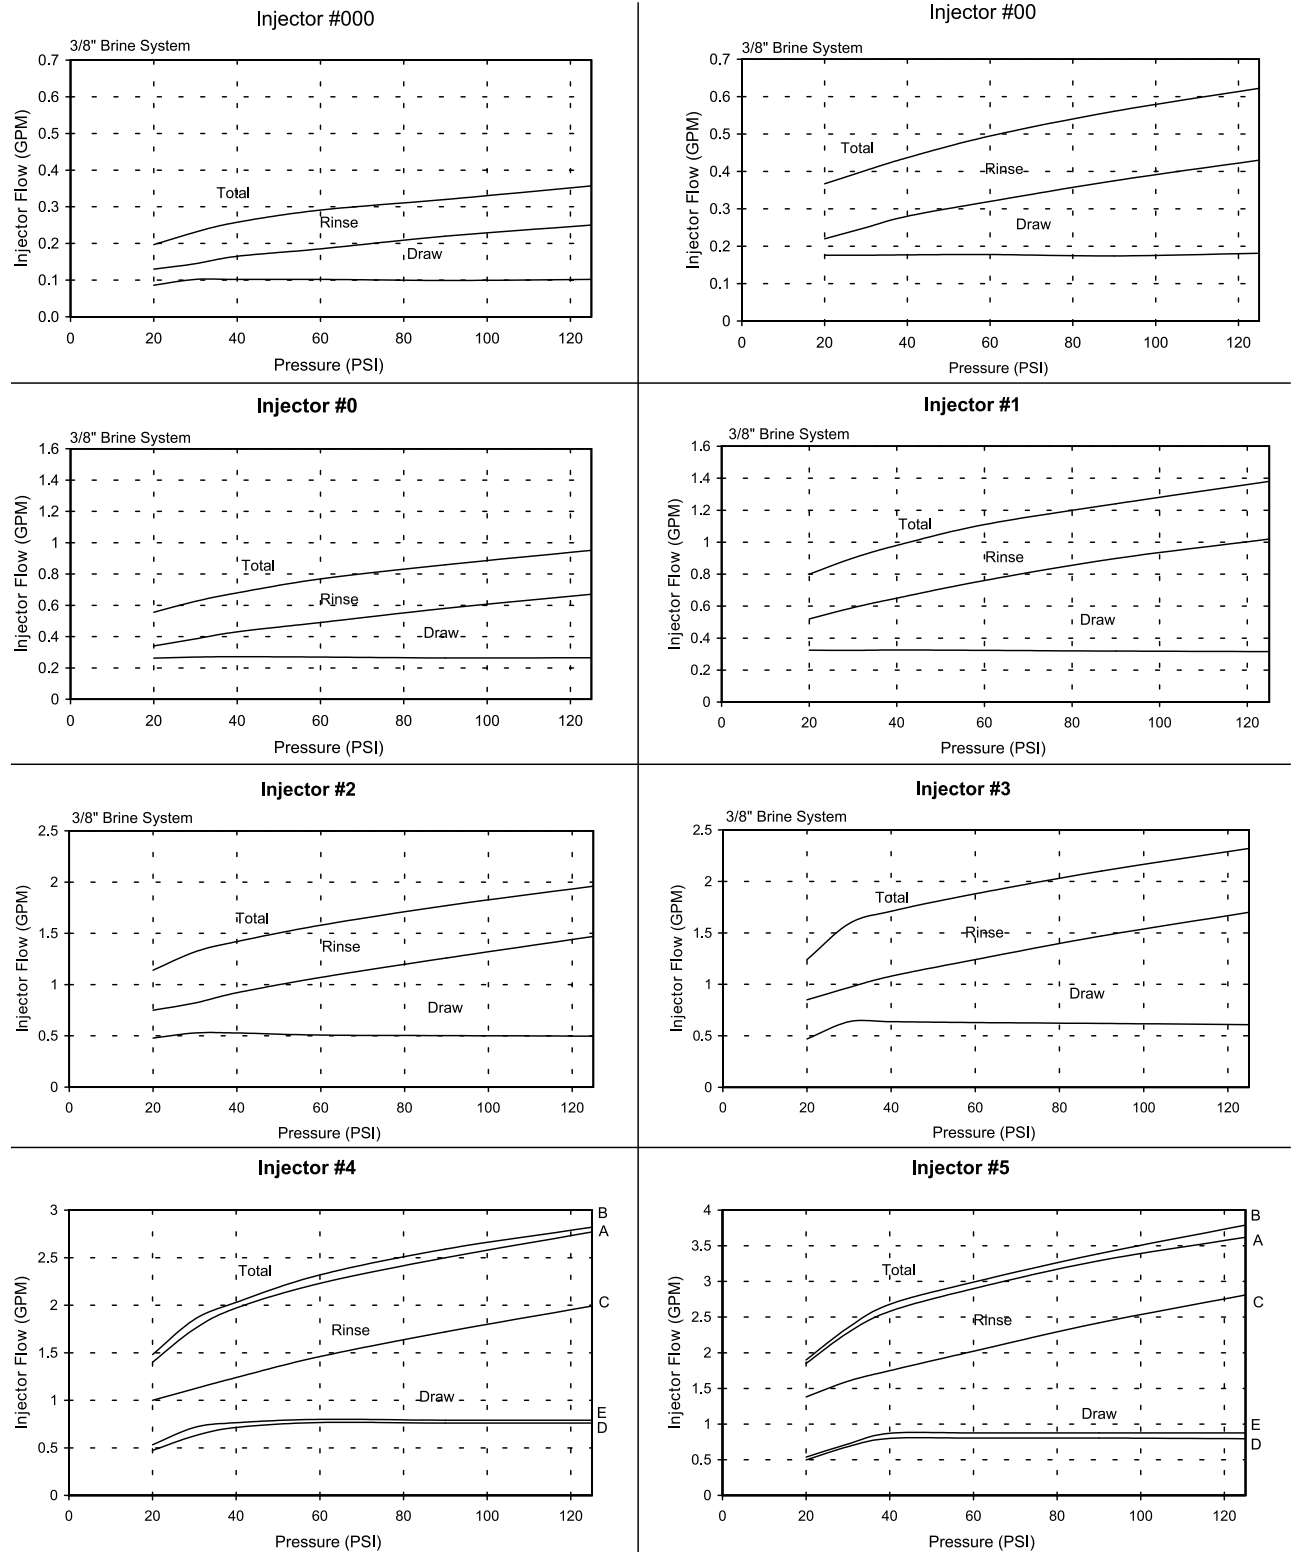 Injector #000
3/8" Brine System
Injector Flow (GPM)
0.7
0.6
0.5
0.4
0.3
0.2
0.1
0.0
Total
Rinse
Draw
0 20 40 60 80 100 120
Pressure (PSI)
Injector #00
3/8" Brine System
Injector Flow (GPM)
0.7
0.6
0.5
0.4
0.3
0.2
0.1
0
Total
Rinse
Draw
0 20 40 60 80 100 120
Pressure (PSI)
Injector #0
3/8" Brine System
Injector Flow (GPM)
1.6
1.4
1.2
1
0.8
0.6
0.4
0.2
0
Total
Rinse
Draw
0 20 40 60 80 100 120
Pressure (PSI)
Injector #1
3/8" Brine System
Injector Flow (GPM)
1.6
1.4
1.2
1
0.8
0.6
0.4
0.2
0
Total
Rinse
Draw
0 20 40 60 80 100 120
Pressure (PSI)
Injector #2
3/8" Brine System
Injector Flow (GPM)
2.5
2
1.5
1
0.5
0
Total
Rinse
Draw
0 20 40 60 80 100 120
Pressure (PSI)
Injector #3
3/8" Brine System
Injector Flow (GPM)
2.5
2
1.5
1
0.5
0
Total
Rinse
Draw
0 20 40 60 80 100 120
Pressure (PSI)
Injector #4
Injector Flow (GPM)
3
2.5
2
1.5
1
0.5
0
B
A
Total
C
Rinse
Draw
E
D
0 20 40 60 80 100 120
Pressure (PSI)
Injector #5
Injector Flow (GPM)
4
3.5
3
2.5
2
1.5
1
0.5
0
B
A
Total
C
Rinse
Draw
E
D
0 20 40 60 80 100 120
Pressure (PSI)